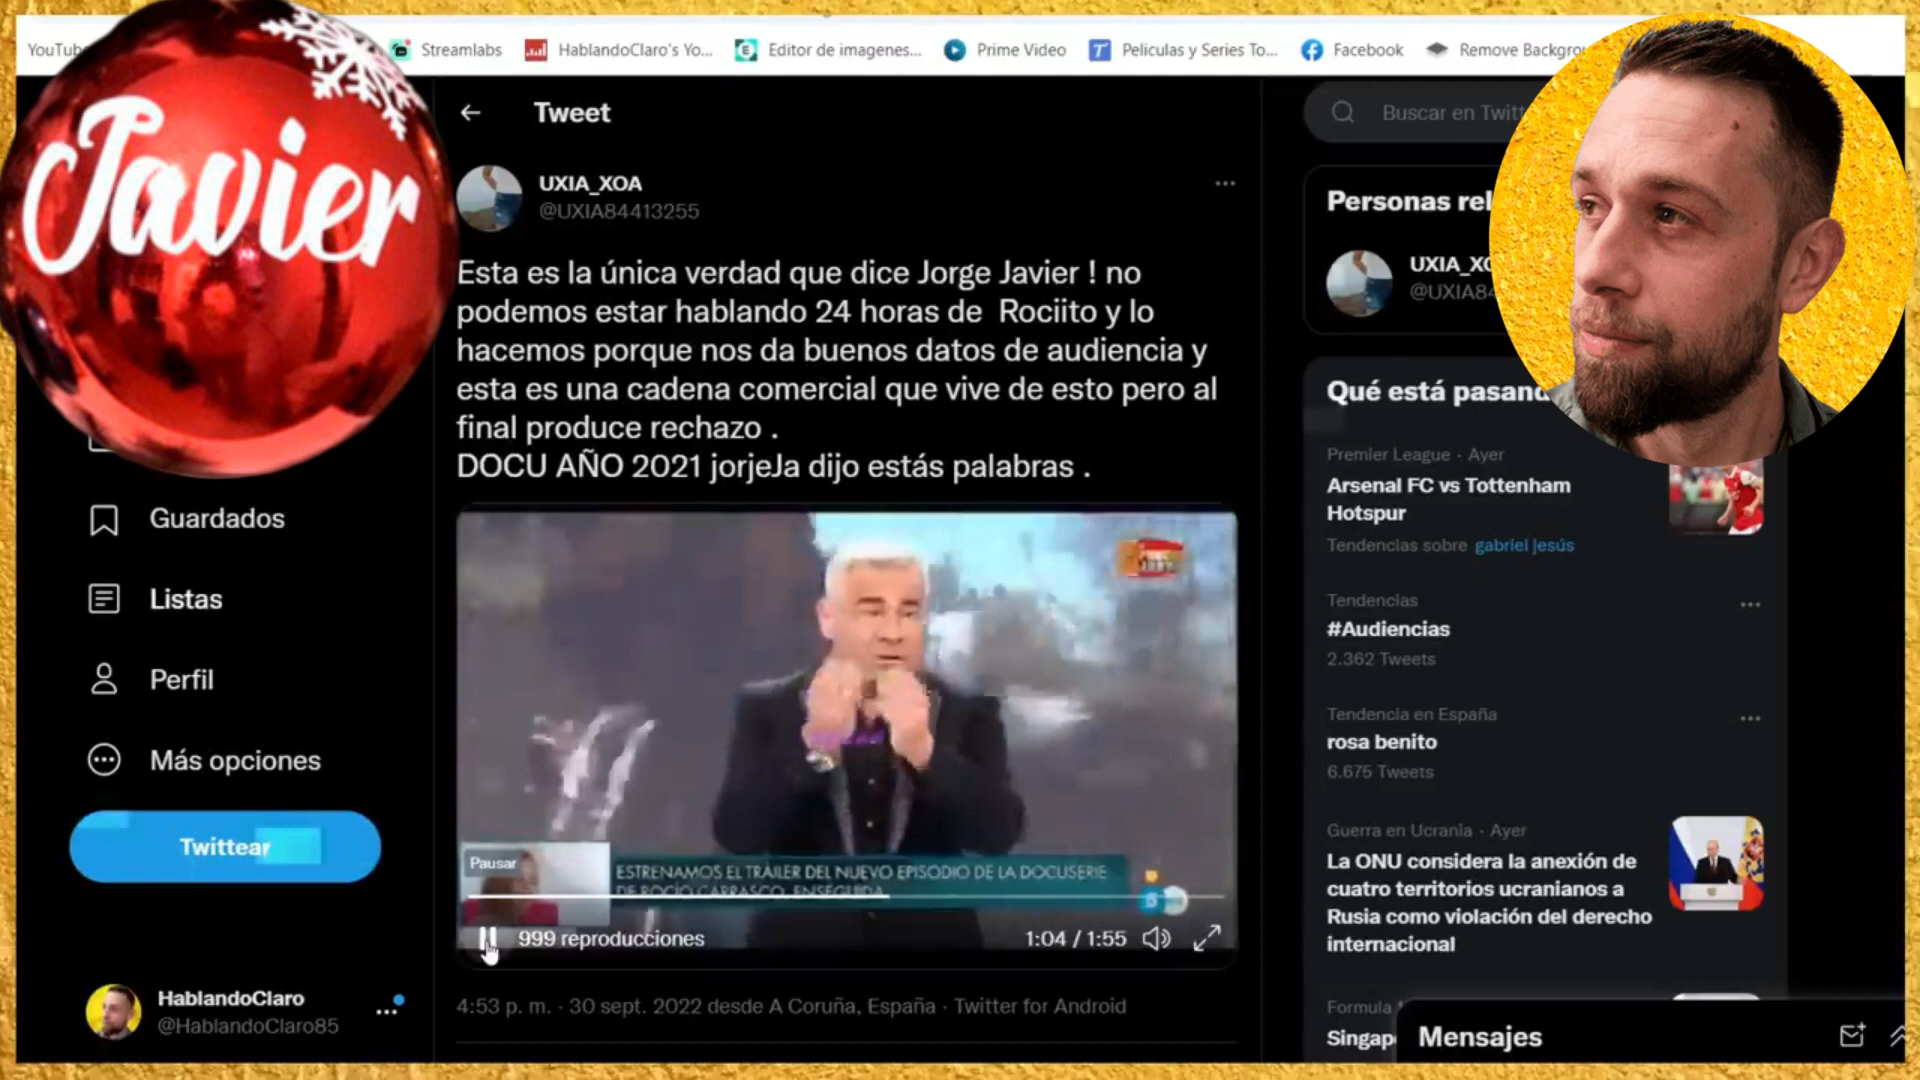 YouTube
Streamlabs
HablandoClaro's Yo...
Editor de imagenes...
Prime Video
Peliculas y Series To...
Facebook
Remove Backgrou
Javier
Tweet
Buscar en Twitt
UXIA_XOA
@UXIA84413255
Esta es la única verdad que dice Jorge Javier ! no
podemos estar hablando 24 horas de Rociito y lo
hacemos porque nos da buenos datos de audiencia y
esta es una cadena comercial que vive de esto pero al
final produce rechazo .
DOCU AÑO 2021 jorjeJa dijo estás palabras .
Guardados
Listas
Perfil
Más opciones
Twittear
HablandoClaro
@HablandoClaro85
Pausar
ESTRENAMOS EL TRÁILER DEL NUEVO EPISODIO DE LA DOCUSERIE
DE ROCÍO CARRASCO, ENSEGUIDA
999 reproducciones
1:04 / 1:55
4:53 p. m. · 30 sept. 2022 desde A Coruña, España · Twitter for Android
Personas rel
UXIA_XO
@UXIA84
Qué está pasand
Premier League · Ayer
Arsenal FC vs Tottenham
Hotspur
Tendencias sobre gabriel jesús
Tendencias
#Audiencias
2.362 Tweets
Tendencia en España
rosa benito
6.675 Tweets
Guerra en Ucrania · Ayer
La ONU considera la anexión de
cuatro territorios ucranianos a
Rusia como violación del derecho
internacional
Formula
Singap
Mensajes